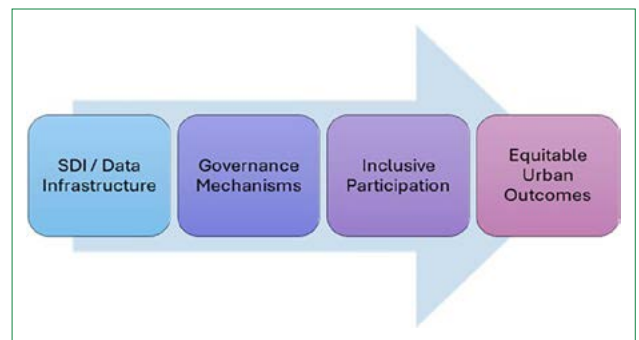 SDI / Data
Infrastructure
Governance
Mechanisms
Inclusive
Participation
Equitable
Urban
Outcomes